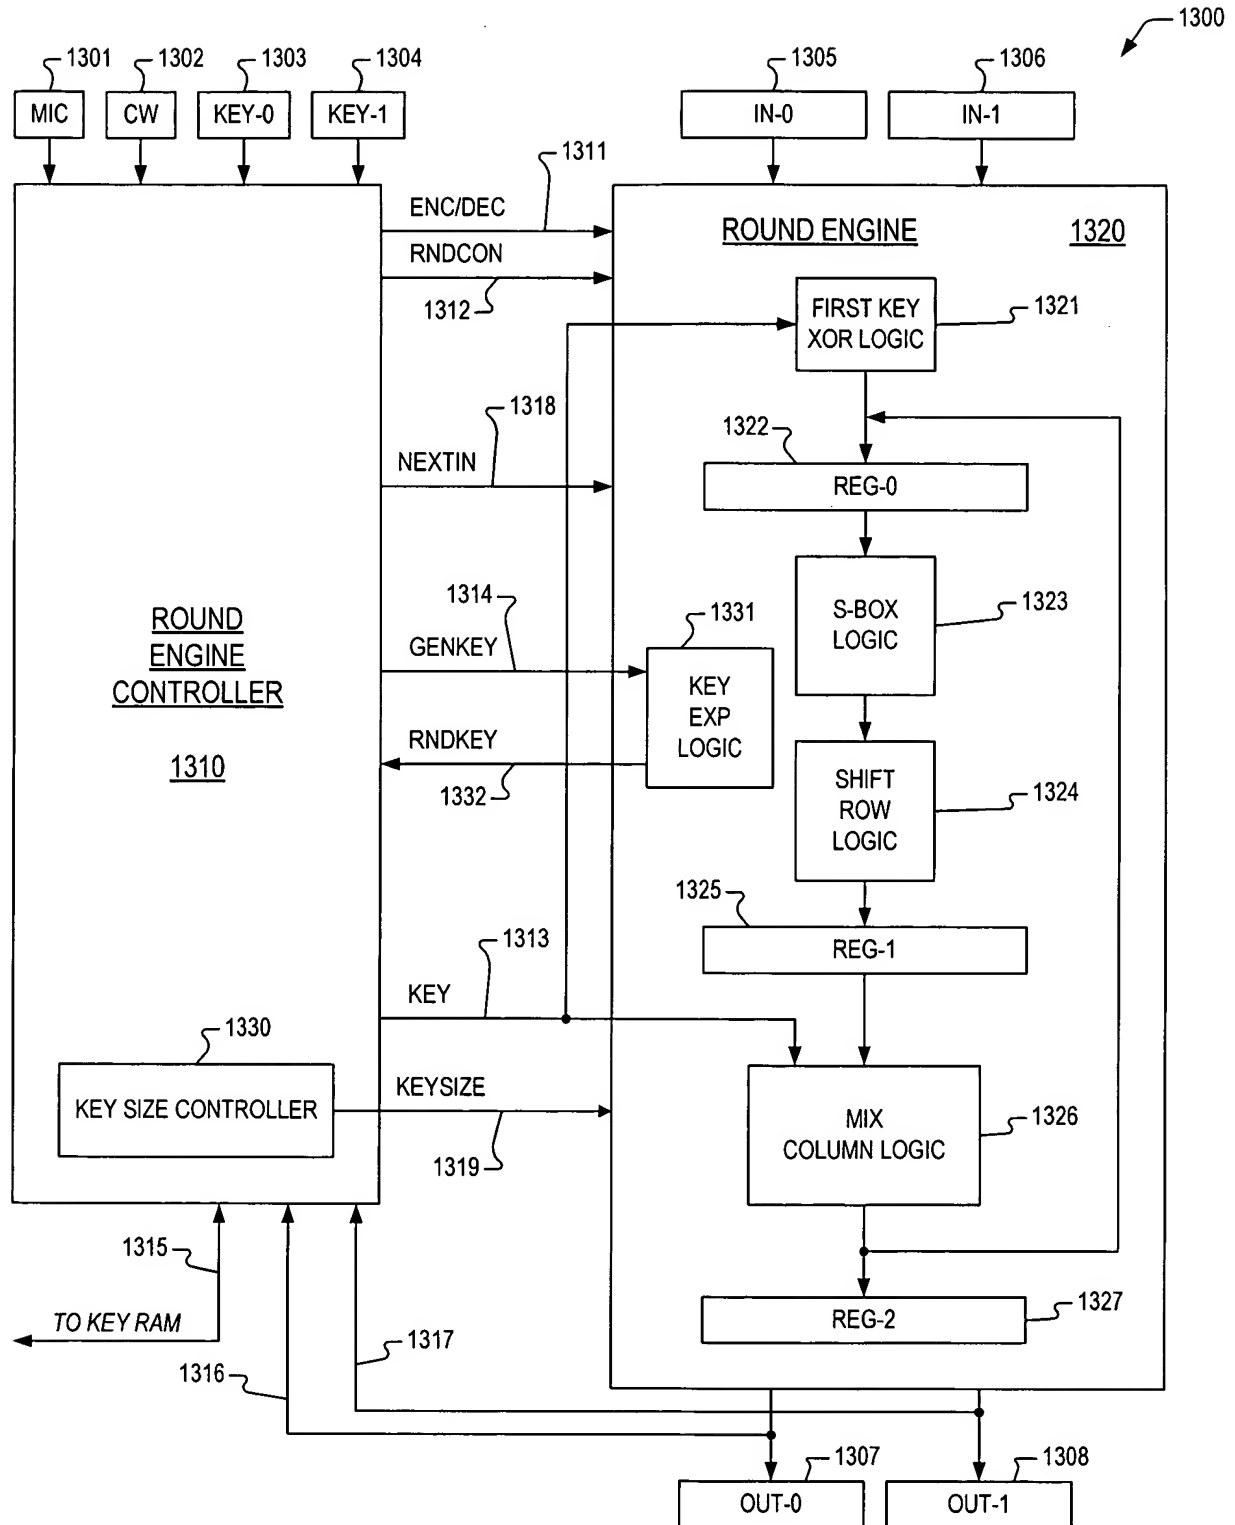 1300
1301 1302 1303 1304 1305 1306
MIC CW KEY-0 KEY-1 IN-0 IN-1
1311
ENC/DEC
ROUND ENGINE 1320
RNDCON
1312
FIRST KEY
XOR LOGIC
1321
1318
NEXTIN
1322
REG-0
1314
GENKEY
1331
KEY
EXP
LOGIC
S-BOX
LOGIC
1323
ROUND
ENGINE
CONTROLLER
1310
RNDKEY
1332
SHIFT
ROW
LOGIC
1324
1325
REG-1
1313
KEY
1330
KEY SIZE CONTROLLER
KEYSIZE
1319
MIX
COLUMN LOGIC
1326
1315
TO KEY RAM
1317
1316
REG-2
1327
1307 1308
OUT-0 OUT-1